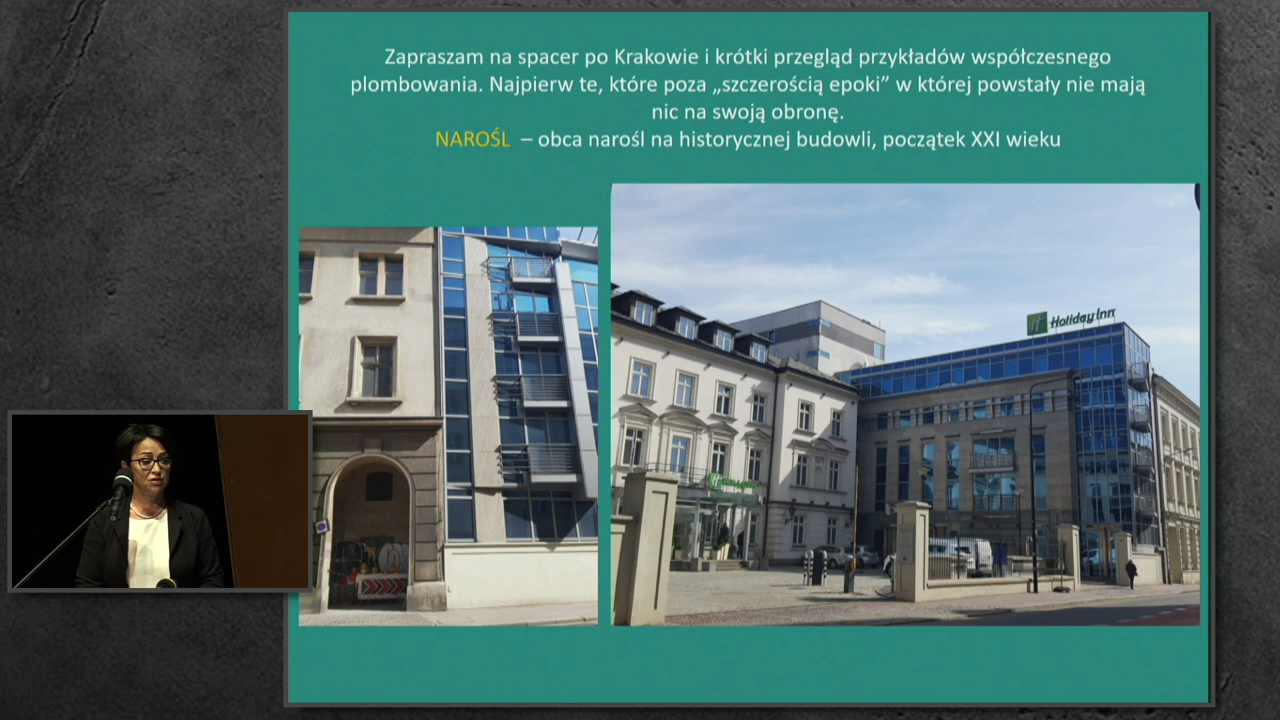 Zapraszam na spacer po Krakowie i krótki przegląd przykładów współczesnego
plombowania. Najpierw te, które poza „szczerością epoki” w której powstały nie mają
nic na swoją obronę.
NAROŚL – obca narośl na historycznej budowli, początek XXI wieku
Holiday Inn